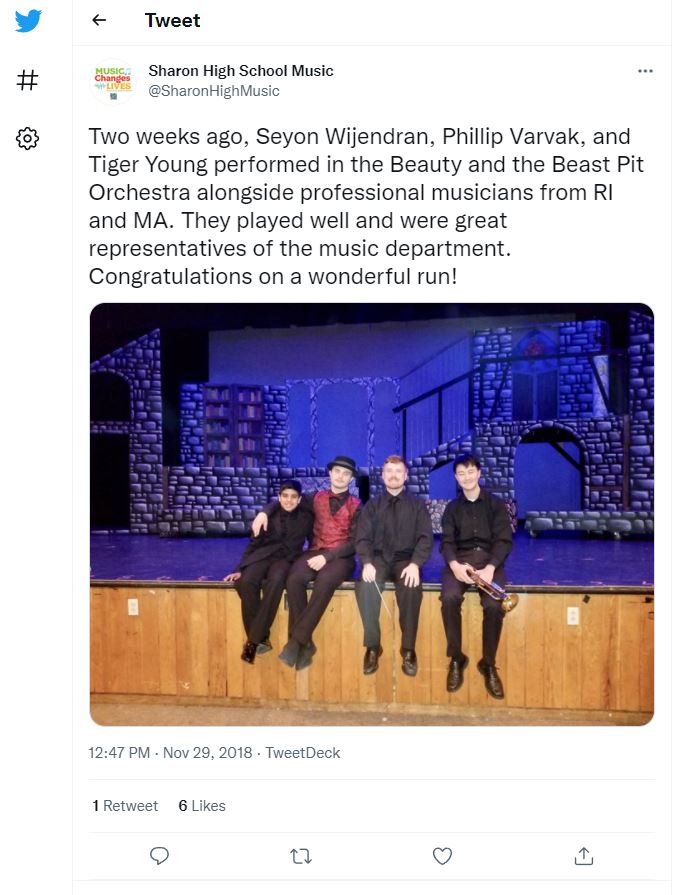 Tweet
MUSIC
Changes
LIVES
Sharon High School Music
@SharonHighMusic
Two weeks ago, Seyon Wijendran, Phillip Varvak, and
Tiger Young performed in the Beauty and the Beast Pit
Orchestra alongside professional musicians from RI
and MA. They played well and were great
representatives of the music department.
Congratulations on a wonderful run!
12:47 PM · Nov 29, 2018 · TweetDeck
1 Retweet 6 Likes